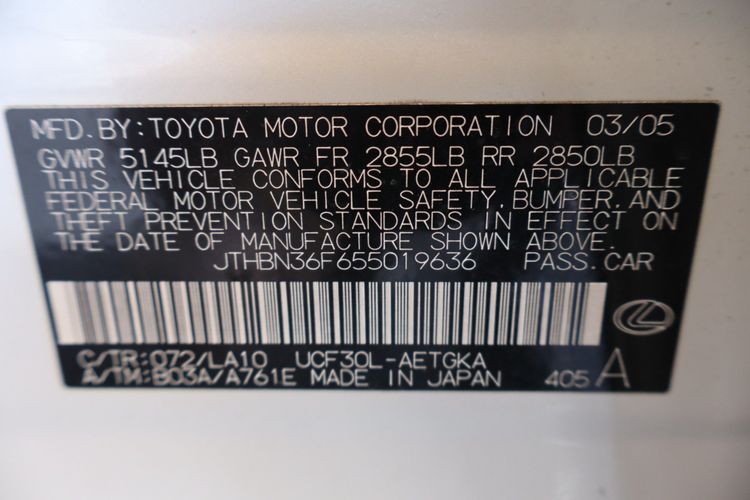 MFD. BY: TOYOTA MOTOR CORPORATION 03/05
GVWR 5145LB GAWR FR 2855LB RR 2850LB
THIS VEHICLE CONFORMS TO ALL APPLICABLE
FEDERAL MOTOR VEHICLE SAFETY, BUMPER, AND
THEFT PREVENTION STANDARDS IN EFFECT ON
THE DATE OF MANUFACTURE SHOWN ABOVE.
JTHBN36F655019636 PASS. CAR
C/TR: 072/LA10 UCF30L-AETGKA
A/TM: B03A/A761E MADE IN JAPAN 405 A